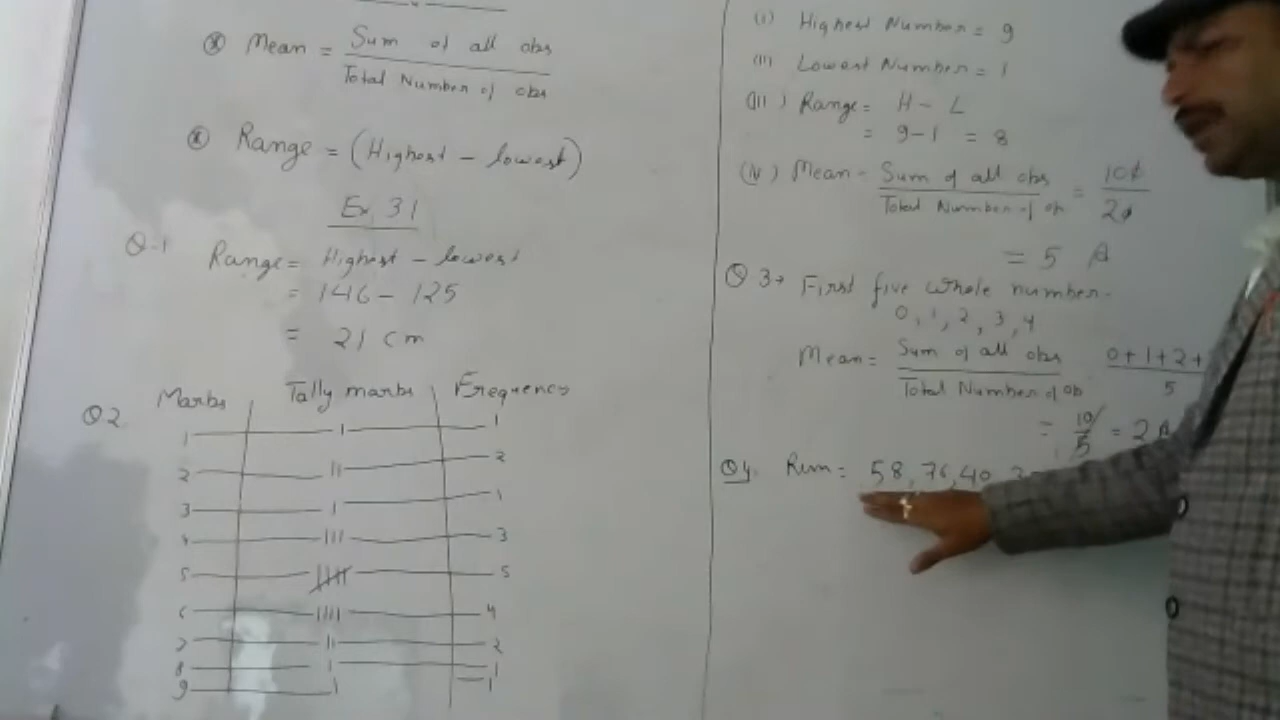 * Mean = Sum of all obs
Total Number of obs
* Range = (Highest - lowest)
Ex 31
Q-1 Range = Highest - lowest
= 146 - 125
= 21 cm
Q2 Marks Tally marks Frequency
1 | 1
2 || 2
3 | 1
4 ||| 3
5 5
6 |||| 4
7 || 2
8 | 1
9 | 1
(i) Highest Number = 9
(ii) Lowest Number = 1
(iii) Range = H - L
= 9 - 1 = 8
(iv) Mean = Sum of all obs = 100
Total Number of ob 20
= 5 A
Q 3 → First five whole number.
0, 1, 2, 3, 4
Mean = Sum of all obs 0+1+2+
Total Number of ob 5
= 10/5 = 2 A
Q4. Rum = 58, 76, 40